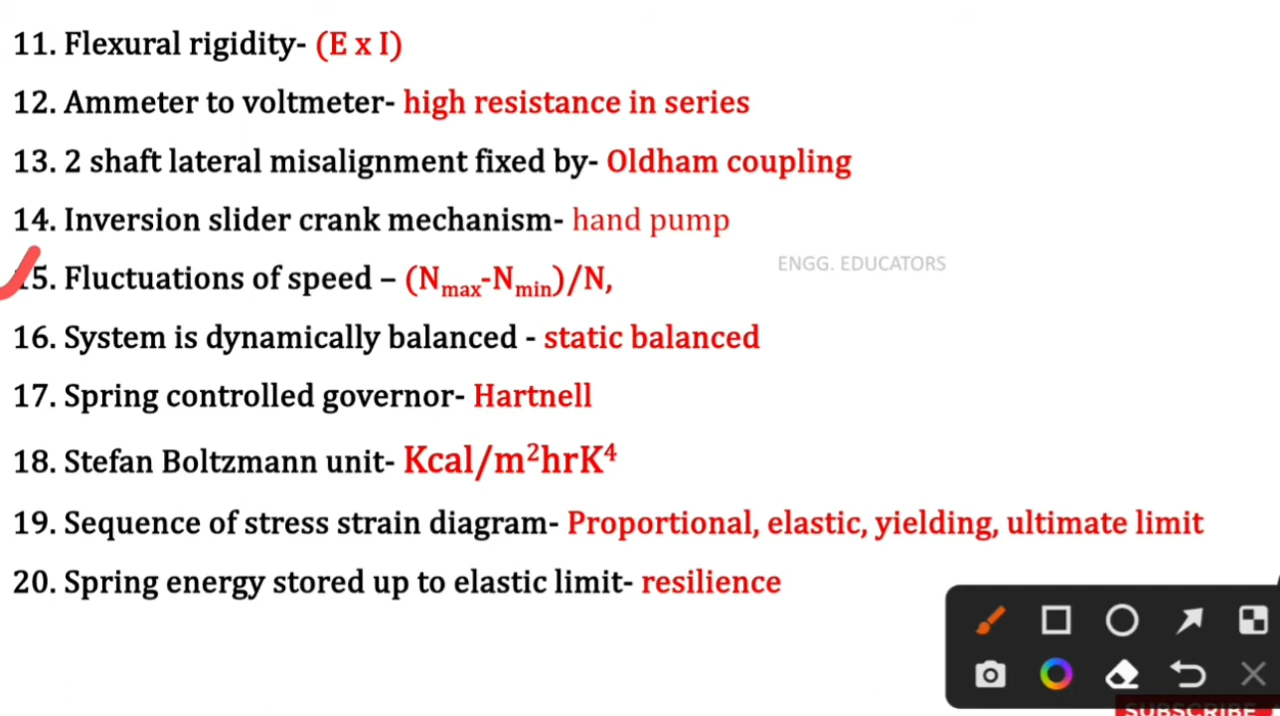 11. Flexural rigidity- (E x I)
12. Ammeter to voltmeter- high resistance in series
13. 2 shaft lateral misalignment fixed by- Oldham coupling
14. Inversion slider crank mechanism- hand pump
15. Fluctuations of speed – (Nmax-Nmin)/N,
ENGG. EDUCATORS
16. System is dynamically balanced - static balanced
17. Spring controlled governor- Hartnell
18. Stefan Boltzmann unit- Kcal/m²hrK⁴
19. Sequence of stress strain diagram- Proportional, elastic, yielding, ultimate limit
20. Spring energy stored up to elastic limit- resilience
SUBSCRIBE